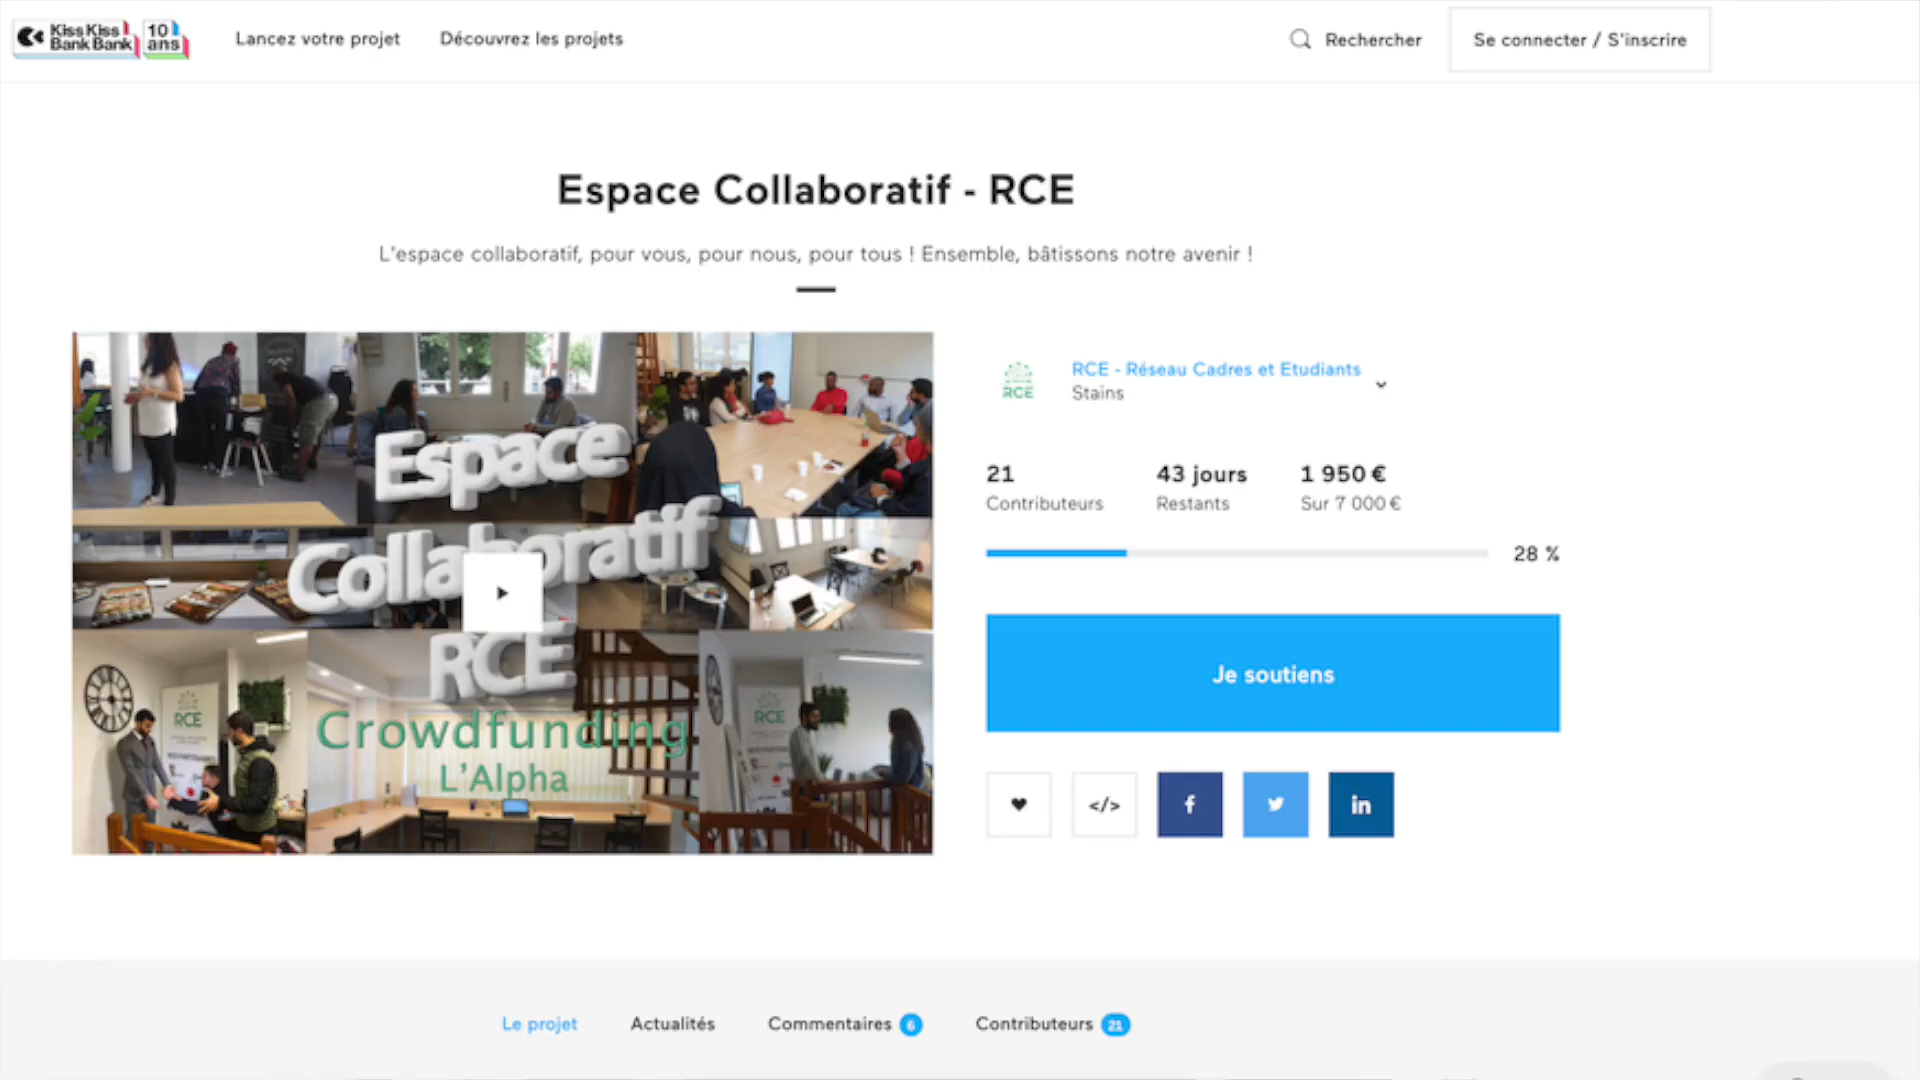 KissKiss
BankBank
10
ans
Lancez votre projet
Découvrez les projets
Rechercher
Se connecter / S'inscrire
Espace Collaboratif - RCE
L'espace collaboratif, pour vous, pour nous, pour tous ! Ensemble, bâtissons notre avenir !
Espace
Collaboratif
RCE
Crowdfunding
L'Alpha
RCE
RCE
RCE
RCE - Réseau Cadres et Etudiants
Stains
21
Contributeurs
43 jours
Restants
1 950 €
Sur 7 000 €
28 %
Je soutiens
</>
f
in
Le projet
Actualités
Commentaires 6
Contributeurs 21